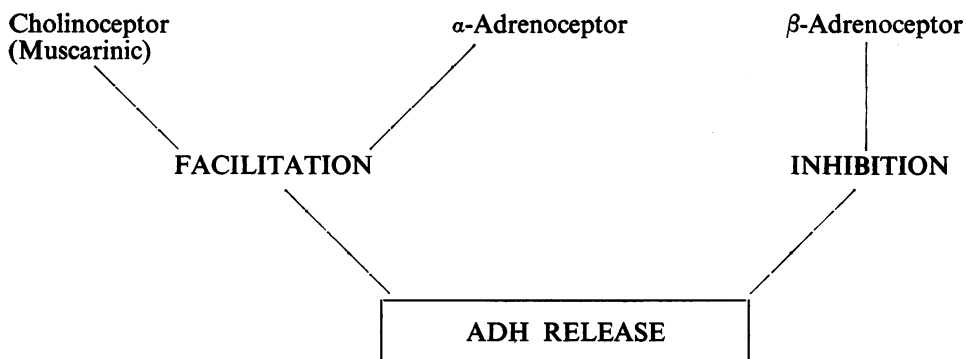 Cholinoceptor
(Muscarinic)
α-Adrenoceptor
β-Adrenoceptor
FACILITATION
INHIBITION
ADH RELEASE